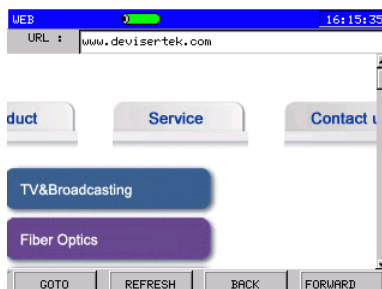 WEB 16:15:35
URL : www.devisertek.com
duct Service Contact u
TV&Broadcasting
Fiber Optics
GOTO REFRESH BACK FORWARD